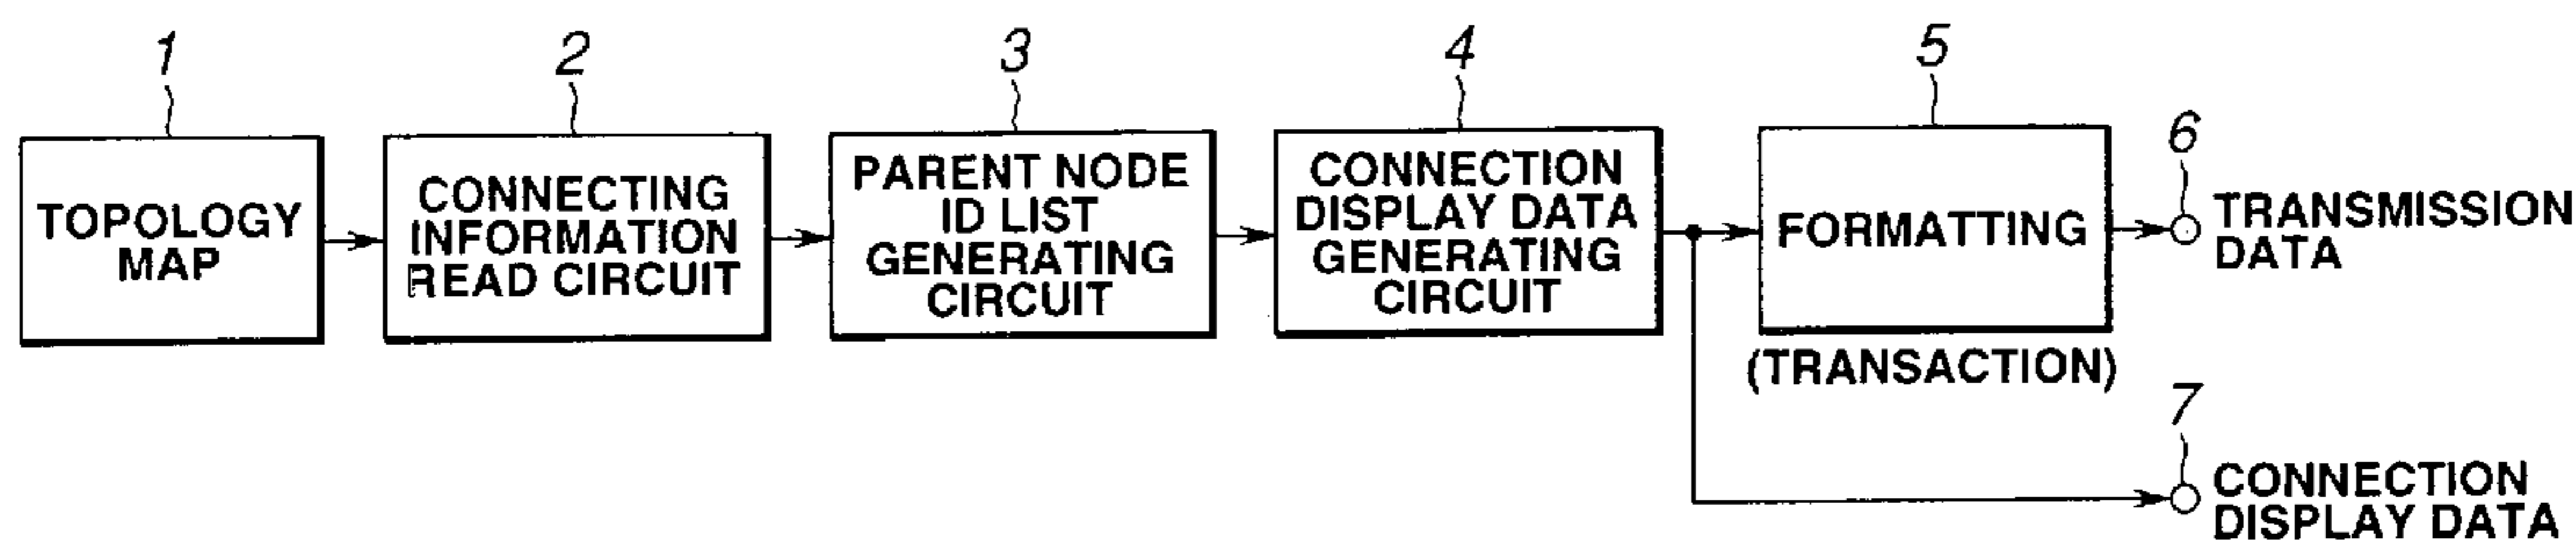 1
TOPOLOGY
MAP
2
CONNECTING
INFORMATION
READ CIRCUIT
3
PARENT NODE
ID LIST
GENERATING
CIRCUIT
4
CONNECTION
DISPLAY DATA
GENERATING
CIRCUIT
5
FORMATTING
(TRANSACTION)
6
TRANSMISSION
DATA
7
CONNECTION
DISPLAY DATA